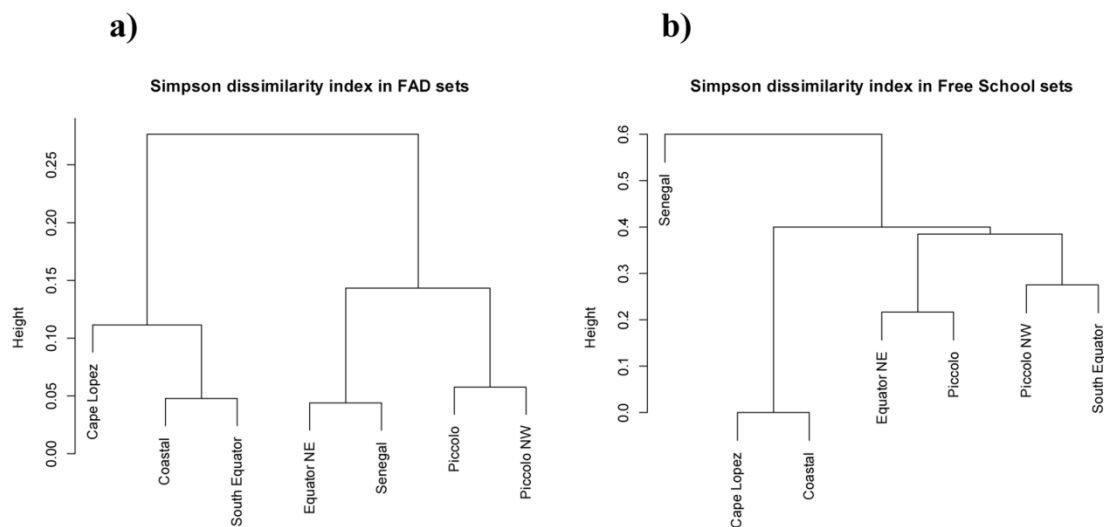 a)
Simpson dissimilarity index in FAD sets
Height
0.25
0.20
0.15
0.10
0.05
0.00
Cape Lopez
Coastal
South Equator
Equator NE
Senegal
Piccolo
Piccolo NW
b)
Simpson dissimilarity index in Free School sets
Height
0.6
0.5
0.4
0.3
0.2
0.1
0.0
Senegal
Cape Lopez
Coastal
Equator NE
Piccolo
Piccolo NW
South Equator